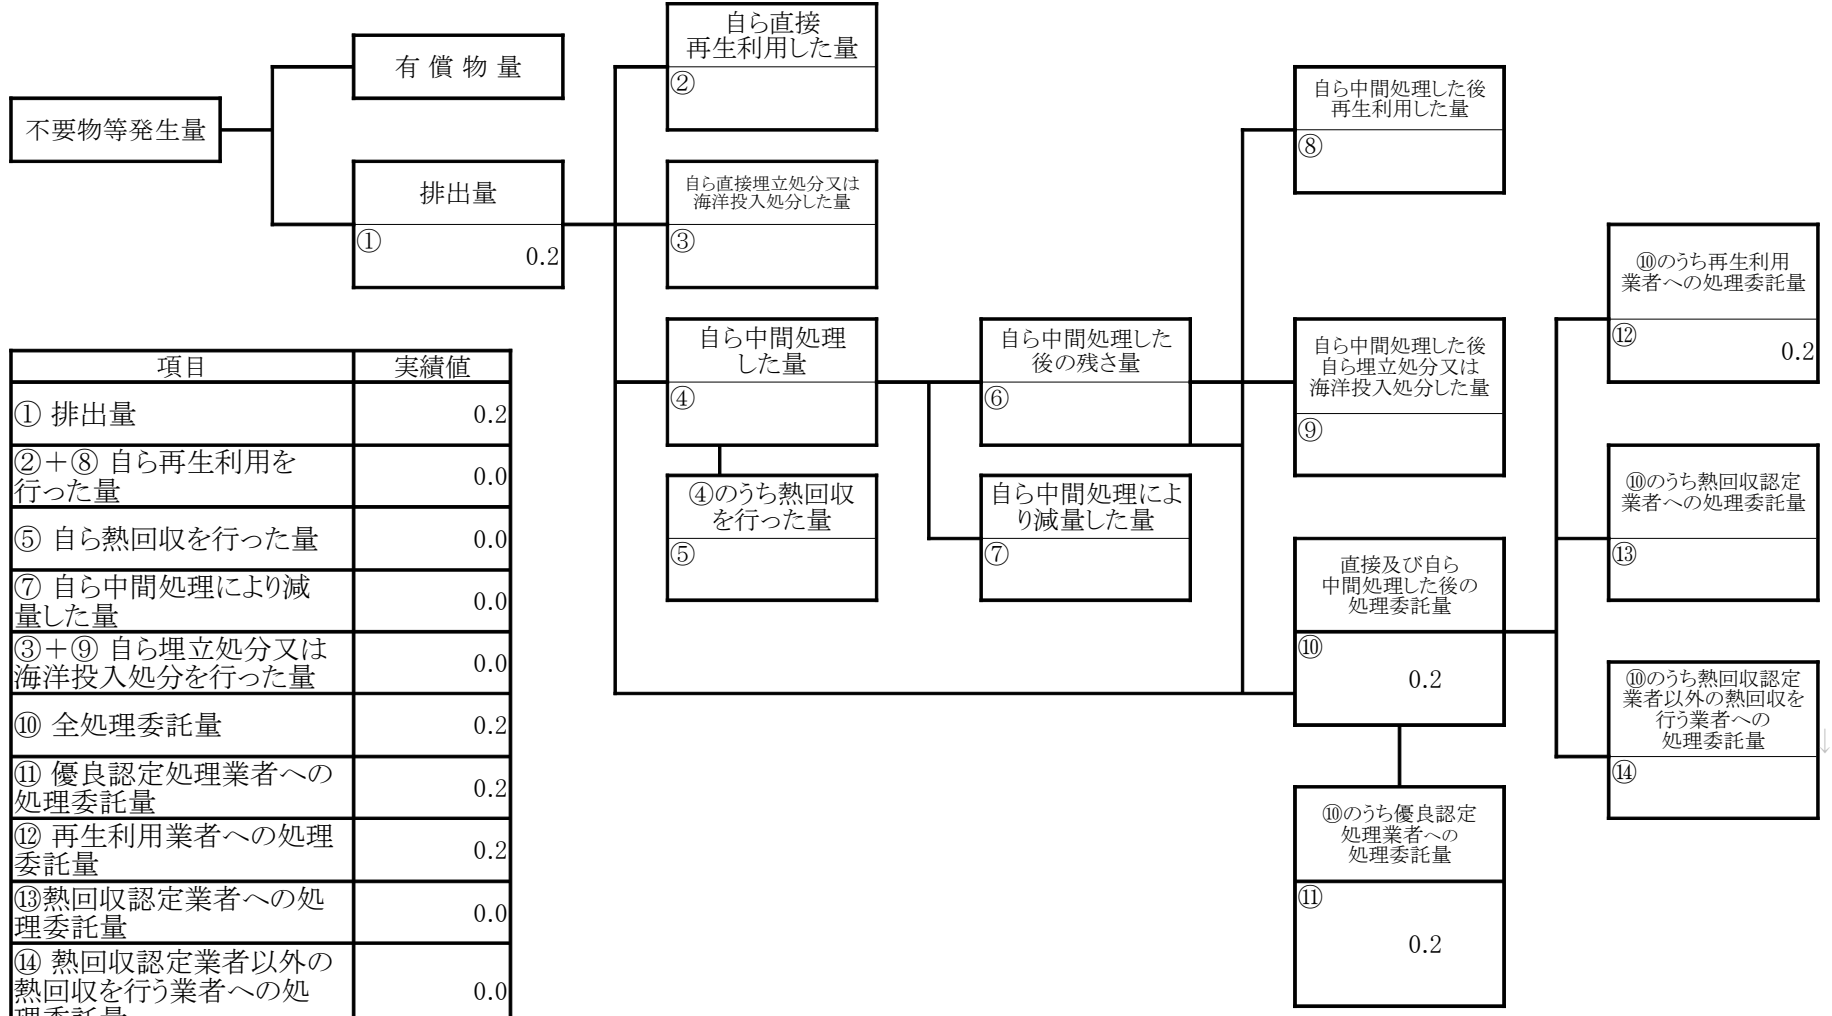 不要物等発生量
有 償 物 量
排出量
①
0.2
自ら直接
再生利用した量
②
自ら直接埋立処分又は
海洋投入処分した量
③
自ら中間処理
した量
④
④のうち熱回収
を行った量
⑤
自ら中間処理した
後の残さ量
⑥
自ら中間処理によ
り減量した量
⑦
自ら中間処理した後
再生利用した量
⑧
自ら中間処理した後
自ら埋立処分又は
海洋投入処分した量
⑨
直接及び自ら
中間処理した後の
処理委託量
⑩
0.2
⑩のうち優良認定
処理業者への
処理委託量
⑪
0.2
⑩のうち再生利用
業者への処理委託量
⑫
0.2
⑩のうち熱回収認定
業者への処理委託量
⑬
⑩のうち熱回収認定
業者以外の熱回収を
行う業者への
処理委託量
⑭
↓
項目 実績値
① 排出量 0.2
②＋⑧ 自ら再生利用を
行った量 0.0
⑤ 自ら熱回収を行った量 0.0
⑦ 自ら中間処理により減
量した量 0.0
③＋⑨ 自ら埋立処分又は
海洋投入処分を行った量 0.0
⑩ 全処理委託量 0.2
⑪ 優良認定処理業者への
処理委託量 0.2
⑫ 再生利用業者への処理
委託量 0.2
⑬熱回収認定業者への処
理委託量 0.0
⑭ 熱回収認定業者以外の
熱回収を行う業者への処 0.0
理委託量